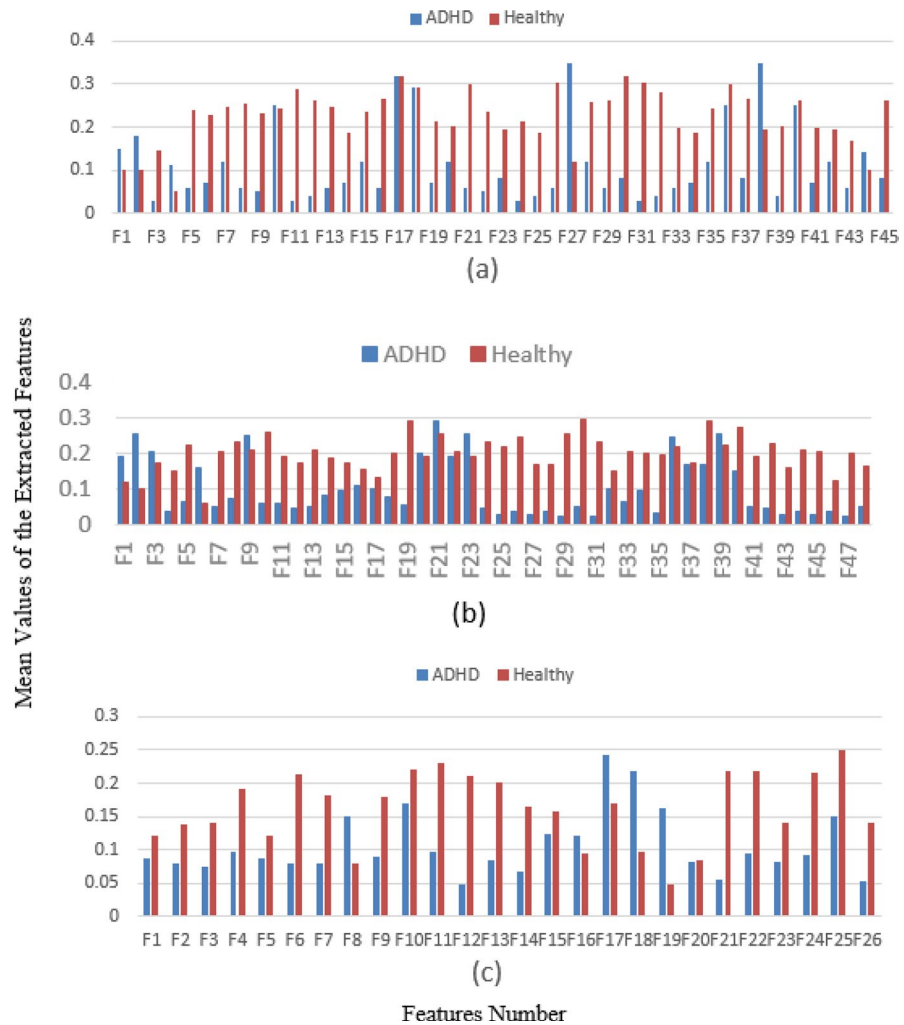 ADHD Healthy
0.4
0.3
0.2
0.1
0
F1 F3 F5 F7 F9 F11 F13 F15 F17 F19 F21 F23 F25 F27 F29 F31 F33 F35 F37 F39 F41 F43 F45
(a)
Mean Values of the Extracted Features
ADHD Healthy
0.4
0.3
0.2
0.1
0
F1 F3 F5 F7 F9 F11 F13 F15 F17 F19 F21 F23 F25 F27 F29 F31 F33 F35 F37 F39 F41 F43 F45 F47
(b)
ADHD Healthy
0.3
0.25
0.2
0.15
0.1
0.05
0
F1 F2 F3 F4 F5 F6 F7 F8 F9 F10 F11 F12 F13 F14 F15 F16 F17 F18 F19 F20 F21 F22 F23 F24 F25 F26
(c)
Features Number